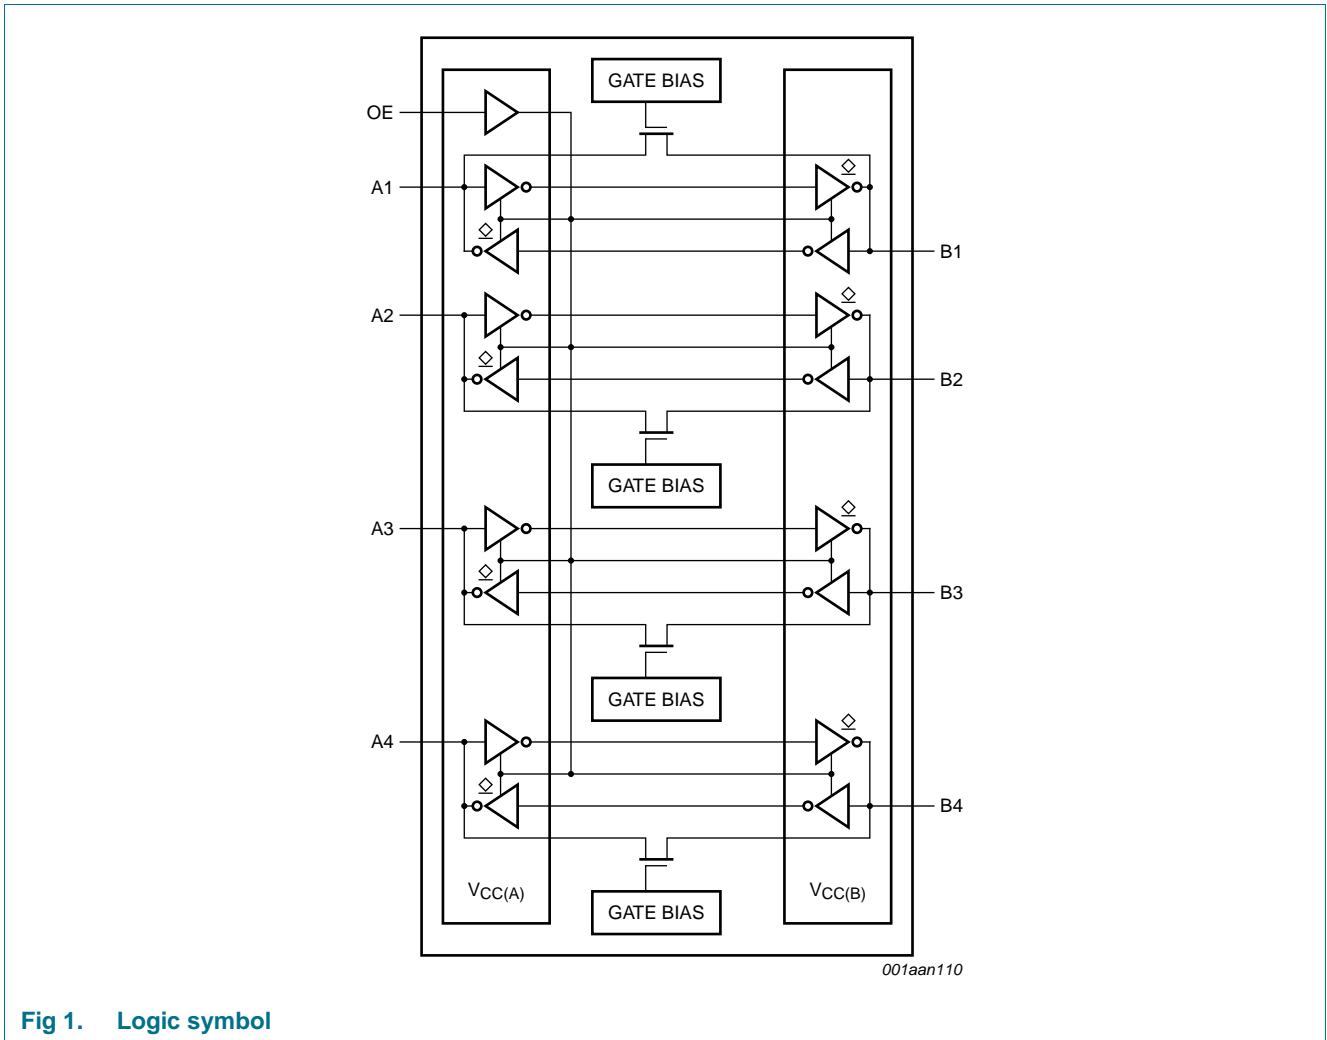 GATE BIAS
OE
A1
B1
A2
B2
GATE BIAS
A3
B3
GATE BIAS
A4
B4
VCC(A)
VCC(B)
GATE BIAS
001aan110
Fig 1. Logic symbol